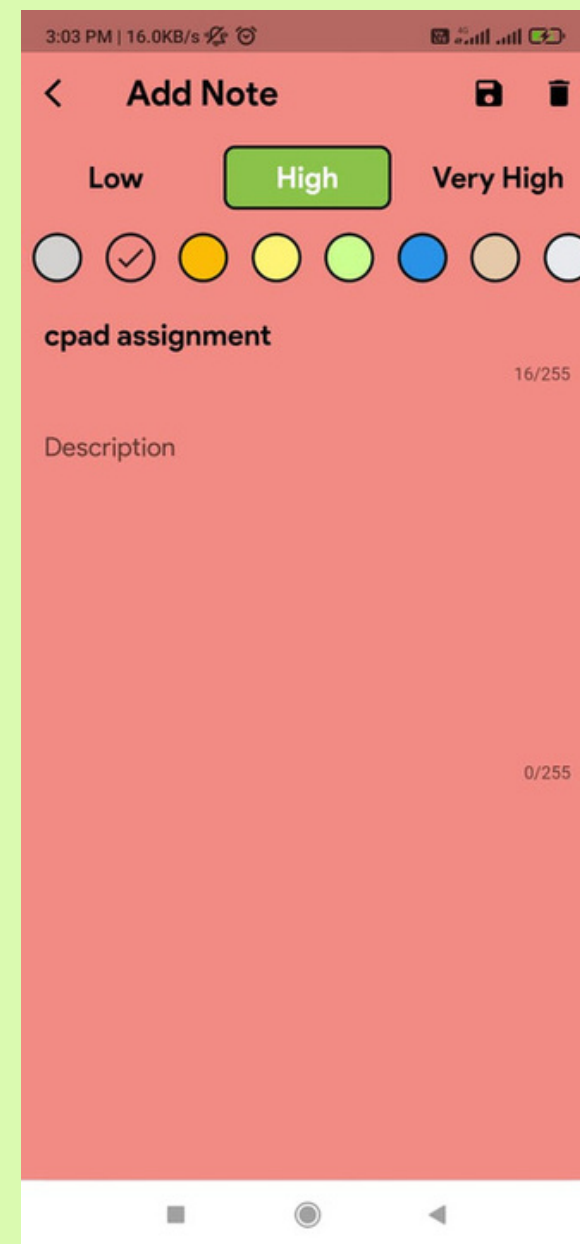 3:03 PM | 16.0KB/s
Add Note
Low High Very High
cpad assignment
16/255
Description
0/255